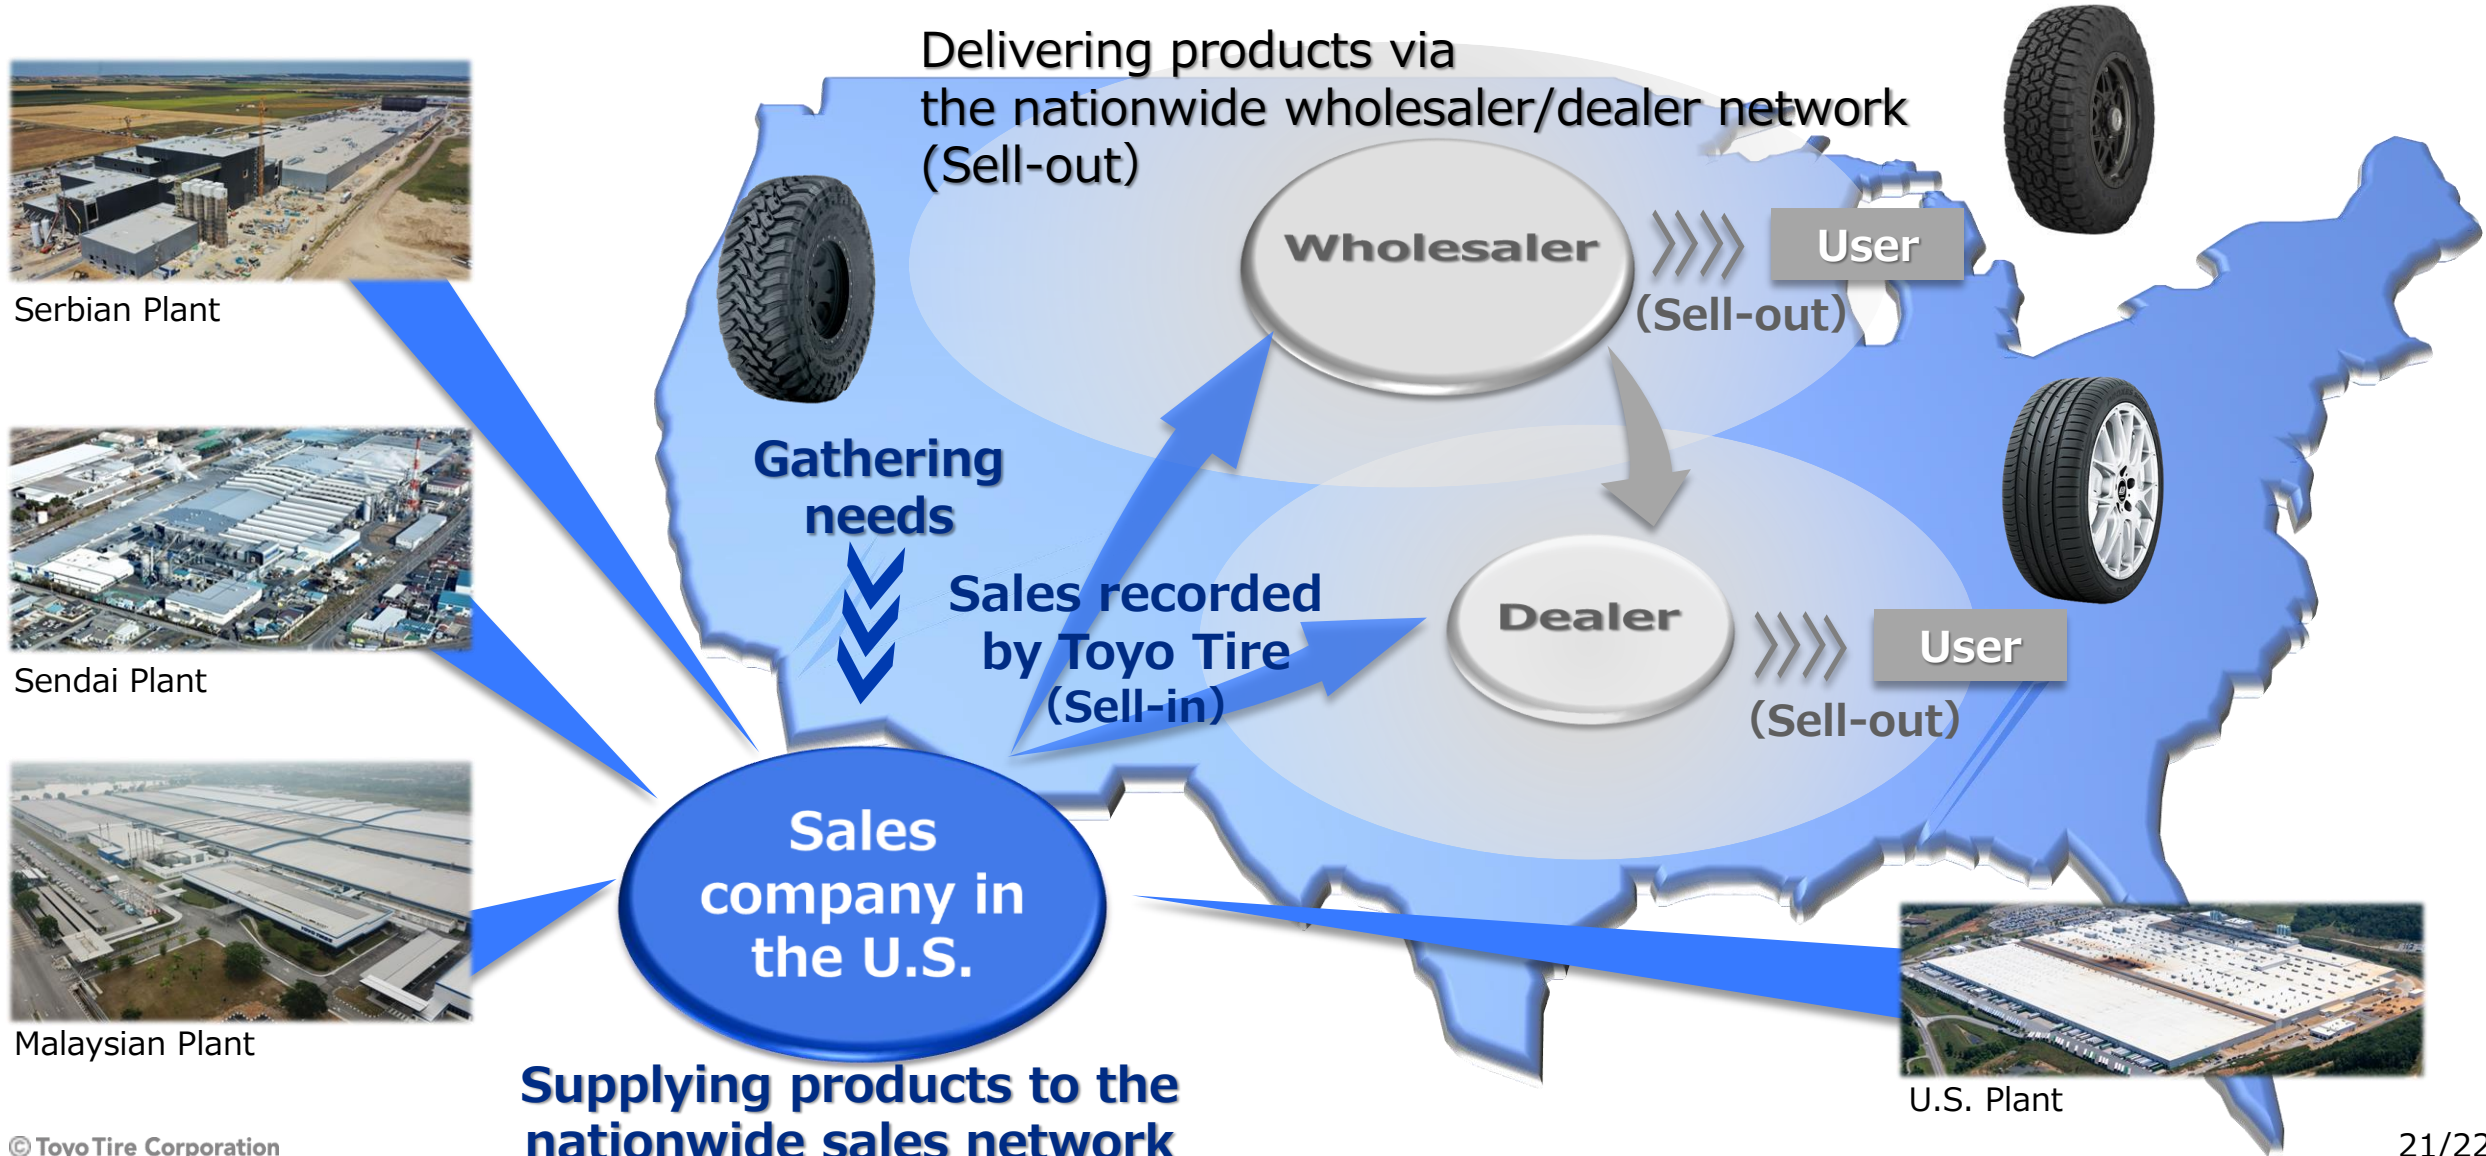 Delivering products via
the nationwide wholesaler/dealer network
(Sell-out)
Wholesaler
User
(Sell-out)
Serbian Plant
Gathering
needs
Sales recorded
by Toyo Tire
(Sell-in)
Dealer
User
(Sell-out)
Sendai Plant
Sales
company in
the U.S.
Malaysian Plant
Supplying products to the
nationwide sales network
U.S. Plant
© Toyo Tire Corporation
21/22